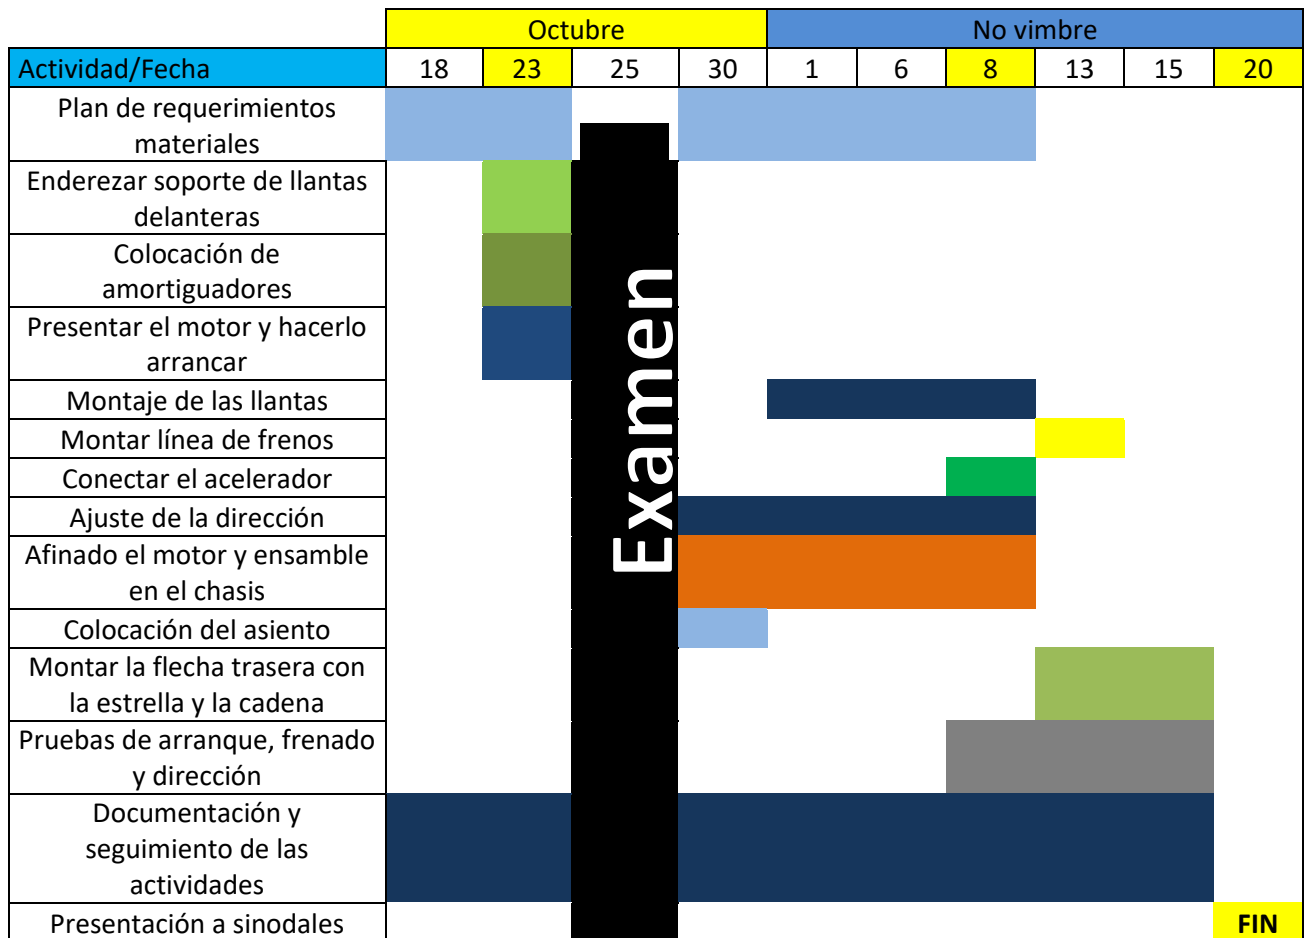 Octubre No vimbre
Actividad/Fecha 18 23 25 30 1 6 8 13 15 20
Plan de requerimientos
materiales
Enderezar soporte de llantas
delanteras
Colocación de
amortiguadores
Presentar el motor y hacerlo
arrancar
Montaje de las llantas
Montar línea de frenos
Conectar el acelerador
Ajuste de la dirección
Afinado el motor y ensamble
en el chasis
Colocación del asiento
Montar la flecha trasera con
la estrella y la cadena
Pruebas de arranque, frenado
y dirección
Documentación y
seguimiento de las
actividades
Presentación a sinodales FIN
Examen